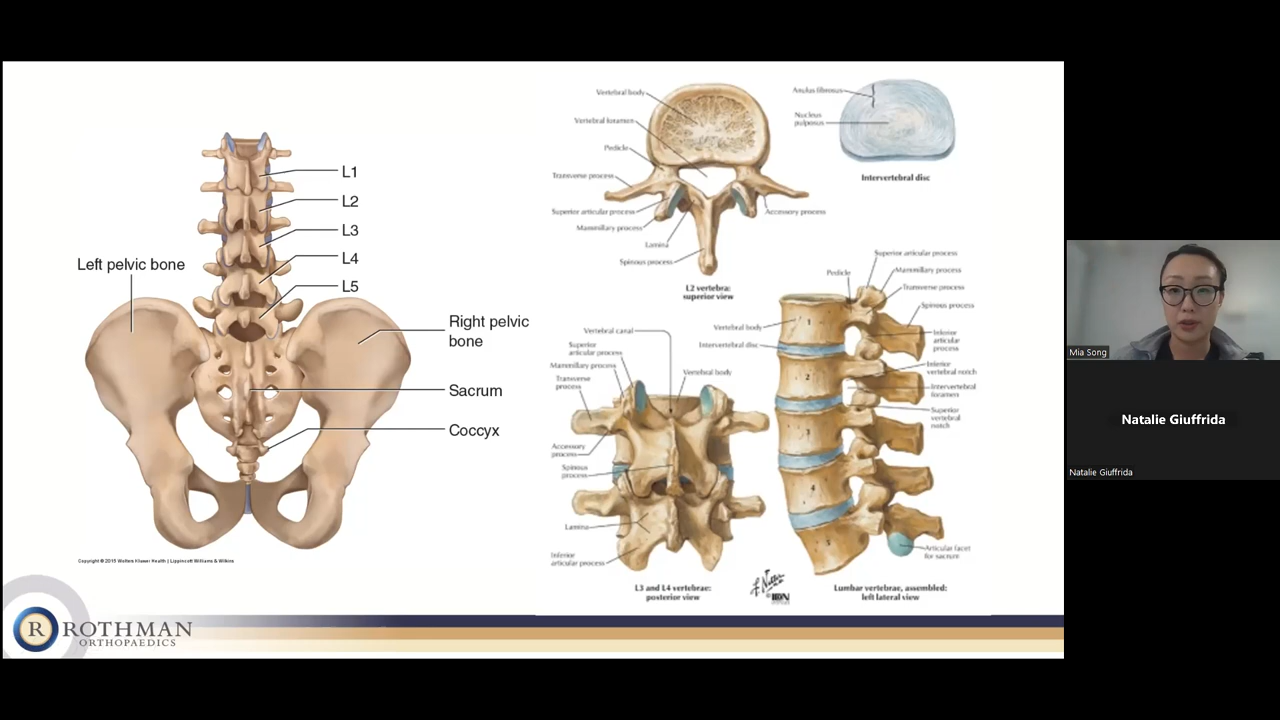 L1
L2
L3
L4
L5
Left pelvic bone
Right pelvic
bone
Sacrum
Coccyx
Copyright © 2015 Wolters Kluwer Health | Lippincott Williams & Wilkins
Vertebral body
Vertebral foramen
Pedicle
Transverse process
Superior articular process
Mammillary process
Lamina
Spinous process
Accessory process
L2 vertebra:
superior view
Anulus fibrosus
Nucleus
pulposus
Intervertebral disc
Vertebral canal
Superior
articular process
Mammillary process
Transverse
process
Vertebral body
Accessory
process
Spinous
process
Lamina
Inferior
articular process
L3 and L4 vertebrae:
posterior view
Superior articular process
Pedicle
Mammillary process
Transverse process
Spinous process
Vertebral body
Intervertebral disc
Inferior
articular
process
Inferior
vertebral notch
Intervertebral
foramen
Superior
vertebral
notch
1
2
3
4
5
Articular facet
for sacrum
Lumbar vertebrae, assembled:
left lateral view
R ROTHMAN
ORTHOPAEDICS
Mia Song
Natalie Giuffrida
Natalie Giuffrida